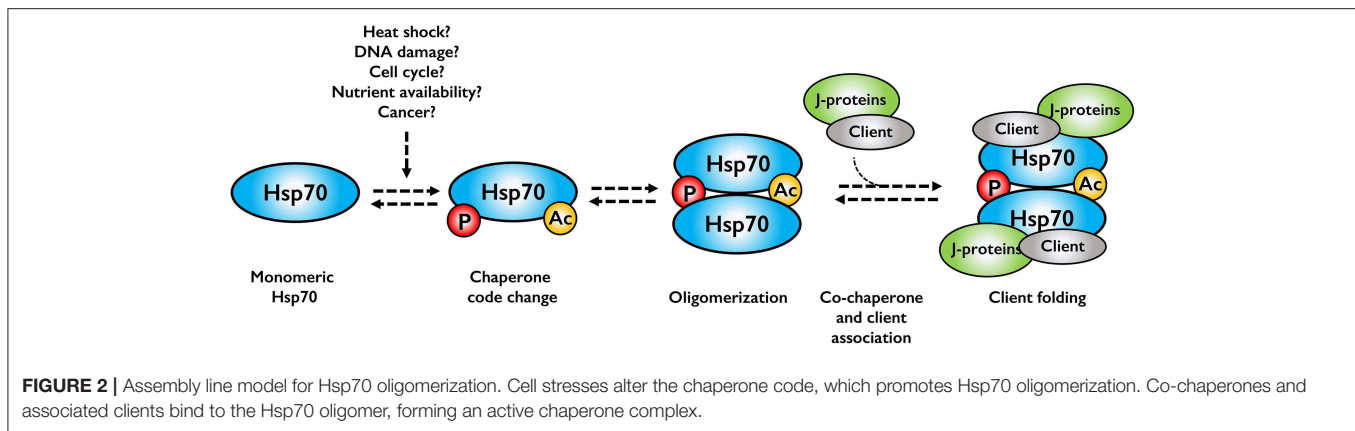 Heat shock?
DNA damage?
Cell cycle?
Nutrient availability?
Cancer?
Hsp70
Monomeric
Hsp70
Hsp70
P
Ac
Chaperone
code change
Hsp70
P
Ac
Hsp70
Oligomerization
J-proteins
Client
Co-chaperone
and client
association
J-proteins
Client
Hsp70
P
Ac
Hsp70
J-proteins
Client
Client folding
FIGURE 2 | Assembly line model for Hsp70 oligomerization. Cell stresses alter the chaperone code, which promotes Hsp70 oligomerization. Co-chaperones and
associated clients bind to the Hsp70 oligomer, forming an active chaperone complex.